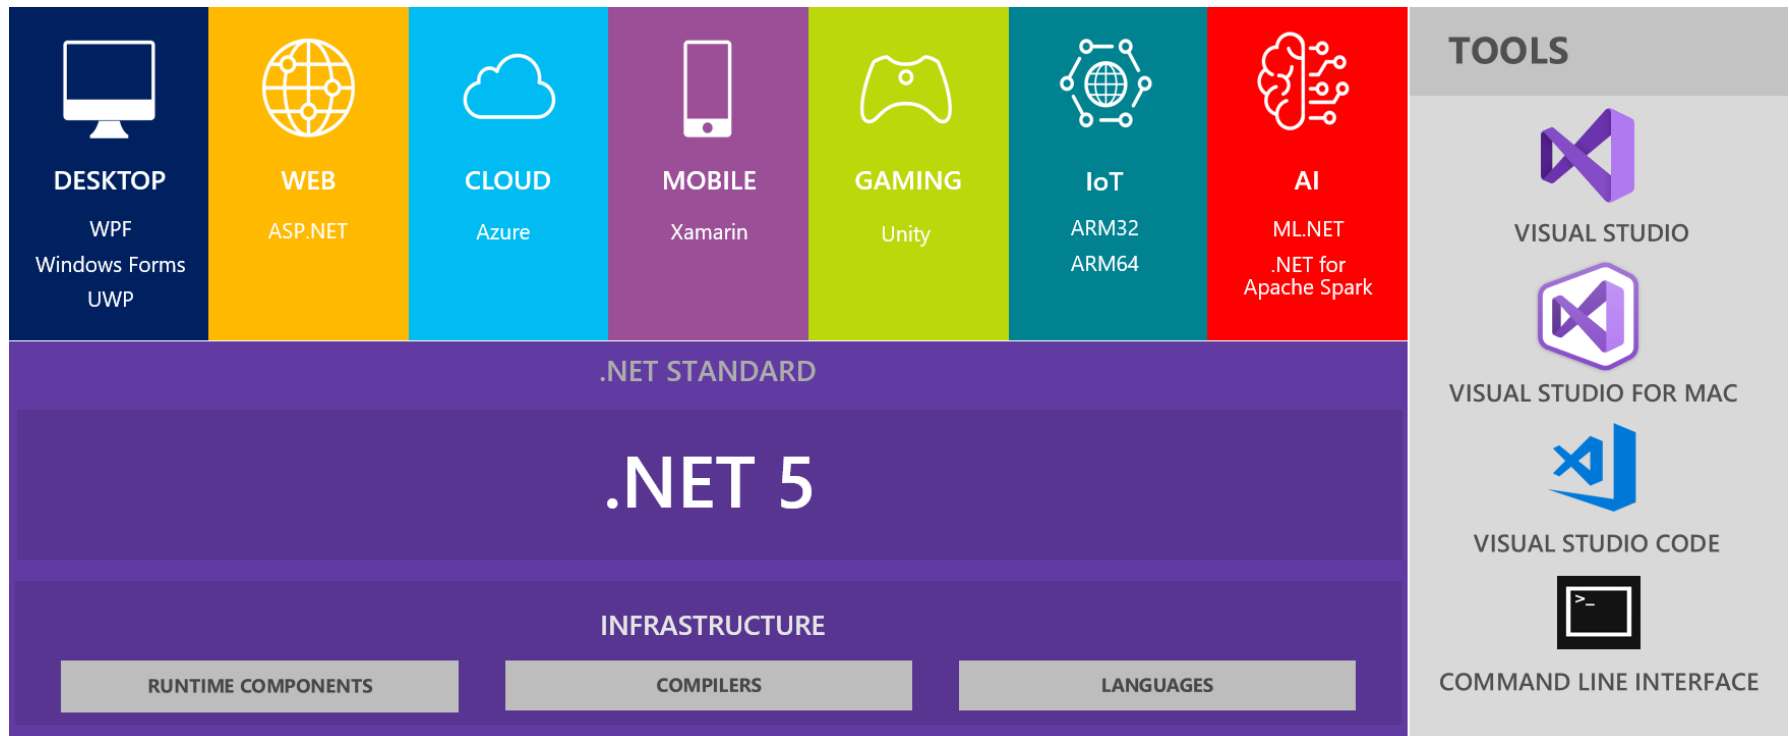 DESKTOP
WPF
Windows Forms
UWP
WEB
ASP.NET
CLOUD
Azure
MOBILE
Xamarin
GAMING
Unity
IoT
ARM32
ARM64
AI
ML.NET
.NET for
Apache Spark
.NET STANDARD
.NET 5
INFRASTRUCTURE
RUNTIME COMPONENTS
COMPILERS
LANGUAGES
TOOLS
VISUAL STUDIO
VISUAL STUDIO FOR MAC
VISUAL STUDIO CODE
>_
COMMAND LINE INTERFACE